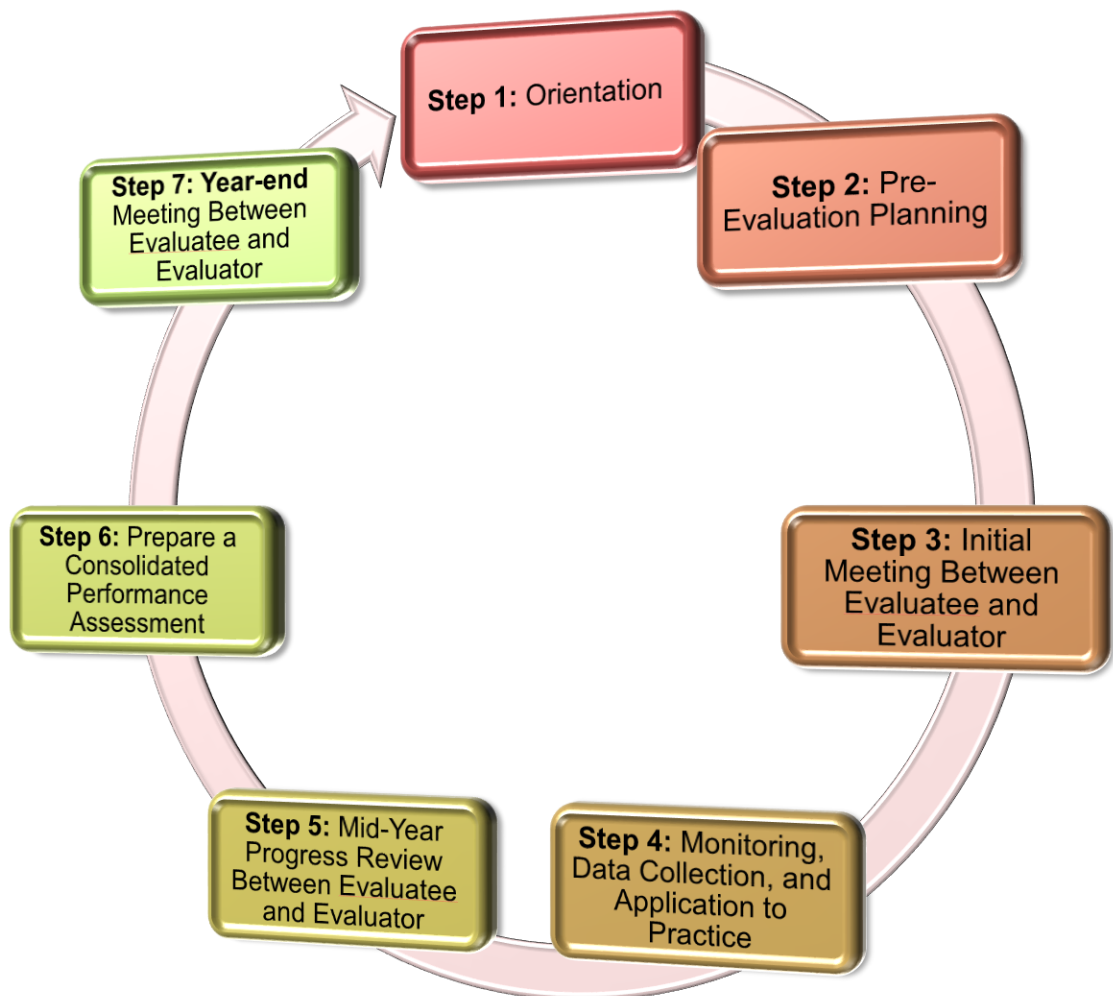 Step 1: Orientation
Step 2: Pre-
Evaluation Planning
Step 3: Initial
Meeting Between
Evaluatee and
Evaluator
Step 4: Monitoring,
Data Collection, and
Application to
Practice
Step 5: Mid-Year
Progress Review
Between Evaluatee
and Evaluator
Step 6: Prepare a
Consolidated
Performance
Assessment
Step 7: Year-end
Meeting Between
Evaluatee and
Evaluator